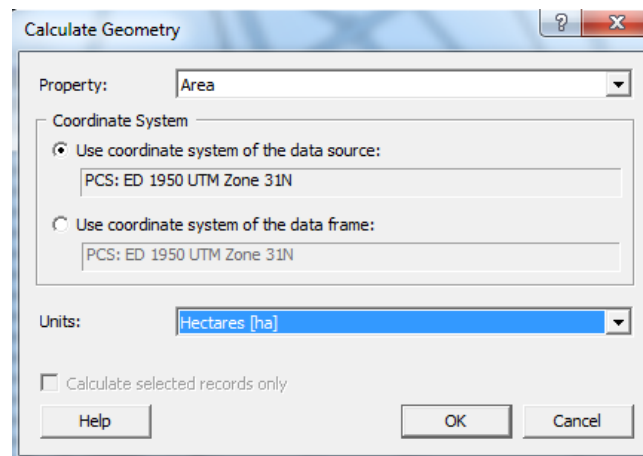 Calculate Geometry
?
Property:
Area
Coordinate System
Use coordinate system of the data source:
PCS: ED 1950 UTM Zone 31N
Use coordinate system of the data frame:
PCS: ED 1950 UTM Zone 31N
Units:
Hectares [ha]
Calculate selected records only
Help
OK
Cancel